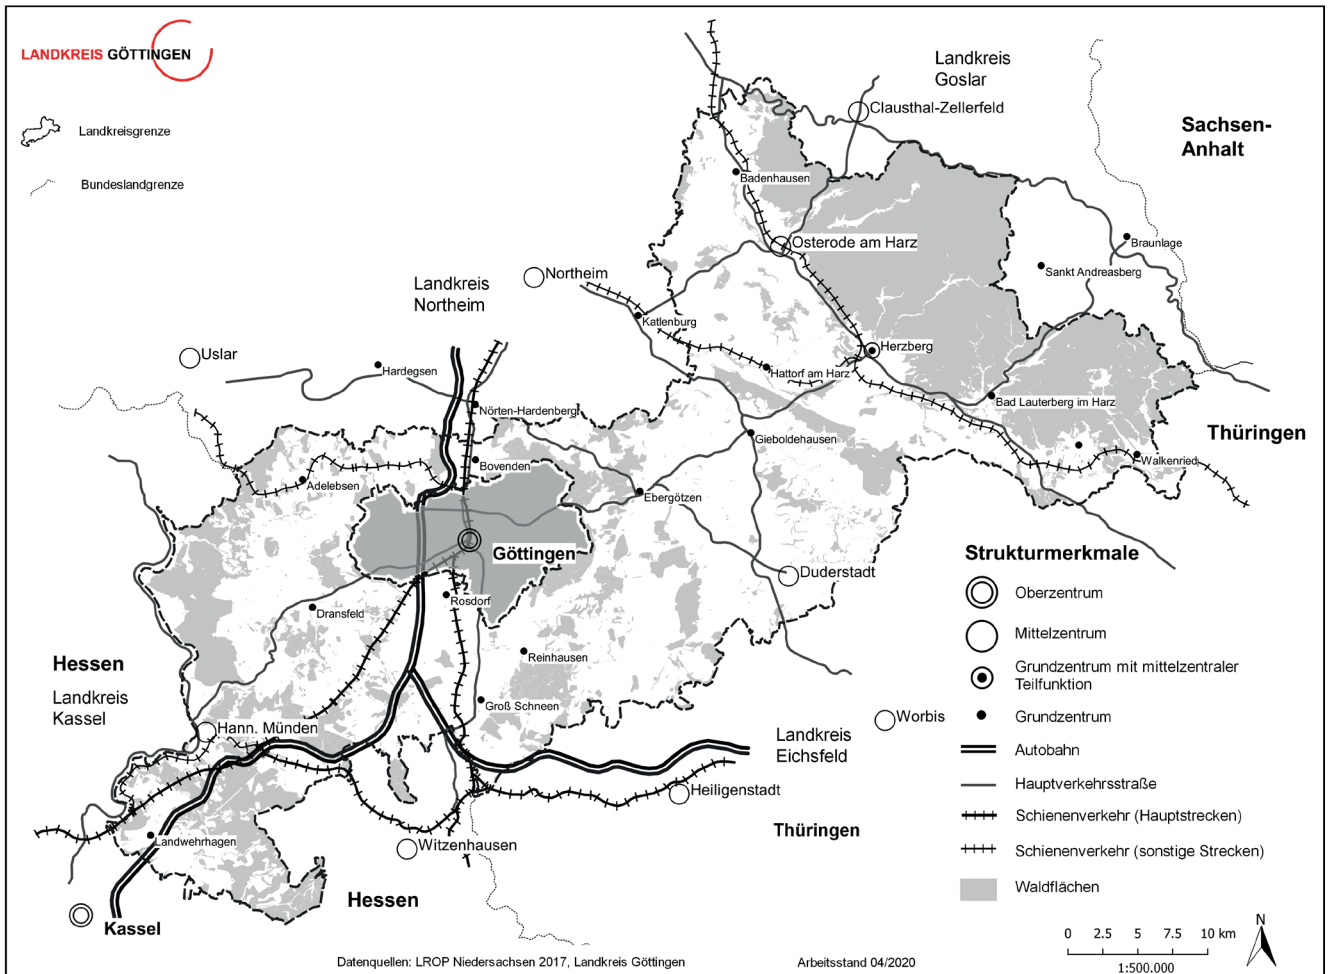 LANDKREIS GÖTTINGEN
Landkreisgrenze
Bundeslandgrenze
Landkreis
Goslar
Clausthal-Zellerfeld
Sachsen-
Anhalt
Badenhausen
Osterode am Harz
Braunlage
Sankt Andreasberg
Landkreis
Northeim
Northeim
Katlenburg
Herzberg
Uslar
Hardegsen
Hattorf am Harz
Bad Lauterberg im Harz
Nörten-Hardenberg
Gieboldehausen
Thüringen
Bovenden
Walkenried
Adelebsen
Ebergötzen
Göttingen
Duderstadt
Rosdorf
Dransfeld
Reinhausen
Groß Schneen
Hessen
Landkreis
Kassel
Hann. Münden
Worbis
Landkreis
Eichsfeld
Heiligenstadt
Thüringen
Landwehrhagen
Witzenhausen
Hessen
Kassel
Strukturmerkmale
Oberzentrum
Mittelzentrum
Grundzentrum mit mittelzentraler
Teilfunktion
Grundzentrum
Autobahn
Hauptverkehrsstraße
Schienenverkehr (Hauptstrecken)
Schienenverkehr (sonstige Strecken)
Waldflächen
N
0 2.5 5 7.5 10 km
1:500.000
Datenquellen: LROP Niedersachsen 2017, Landkreis Göttingen
Arbeitsstand 04/2020